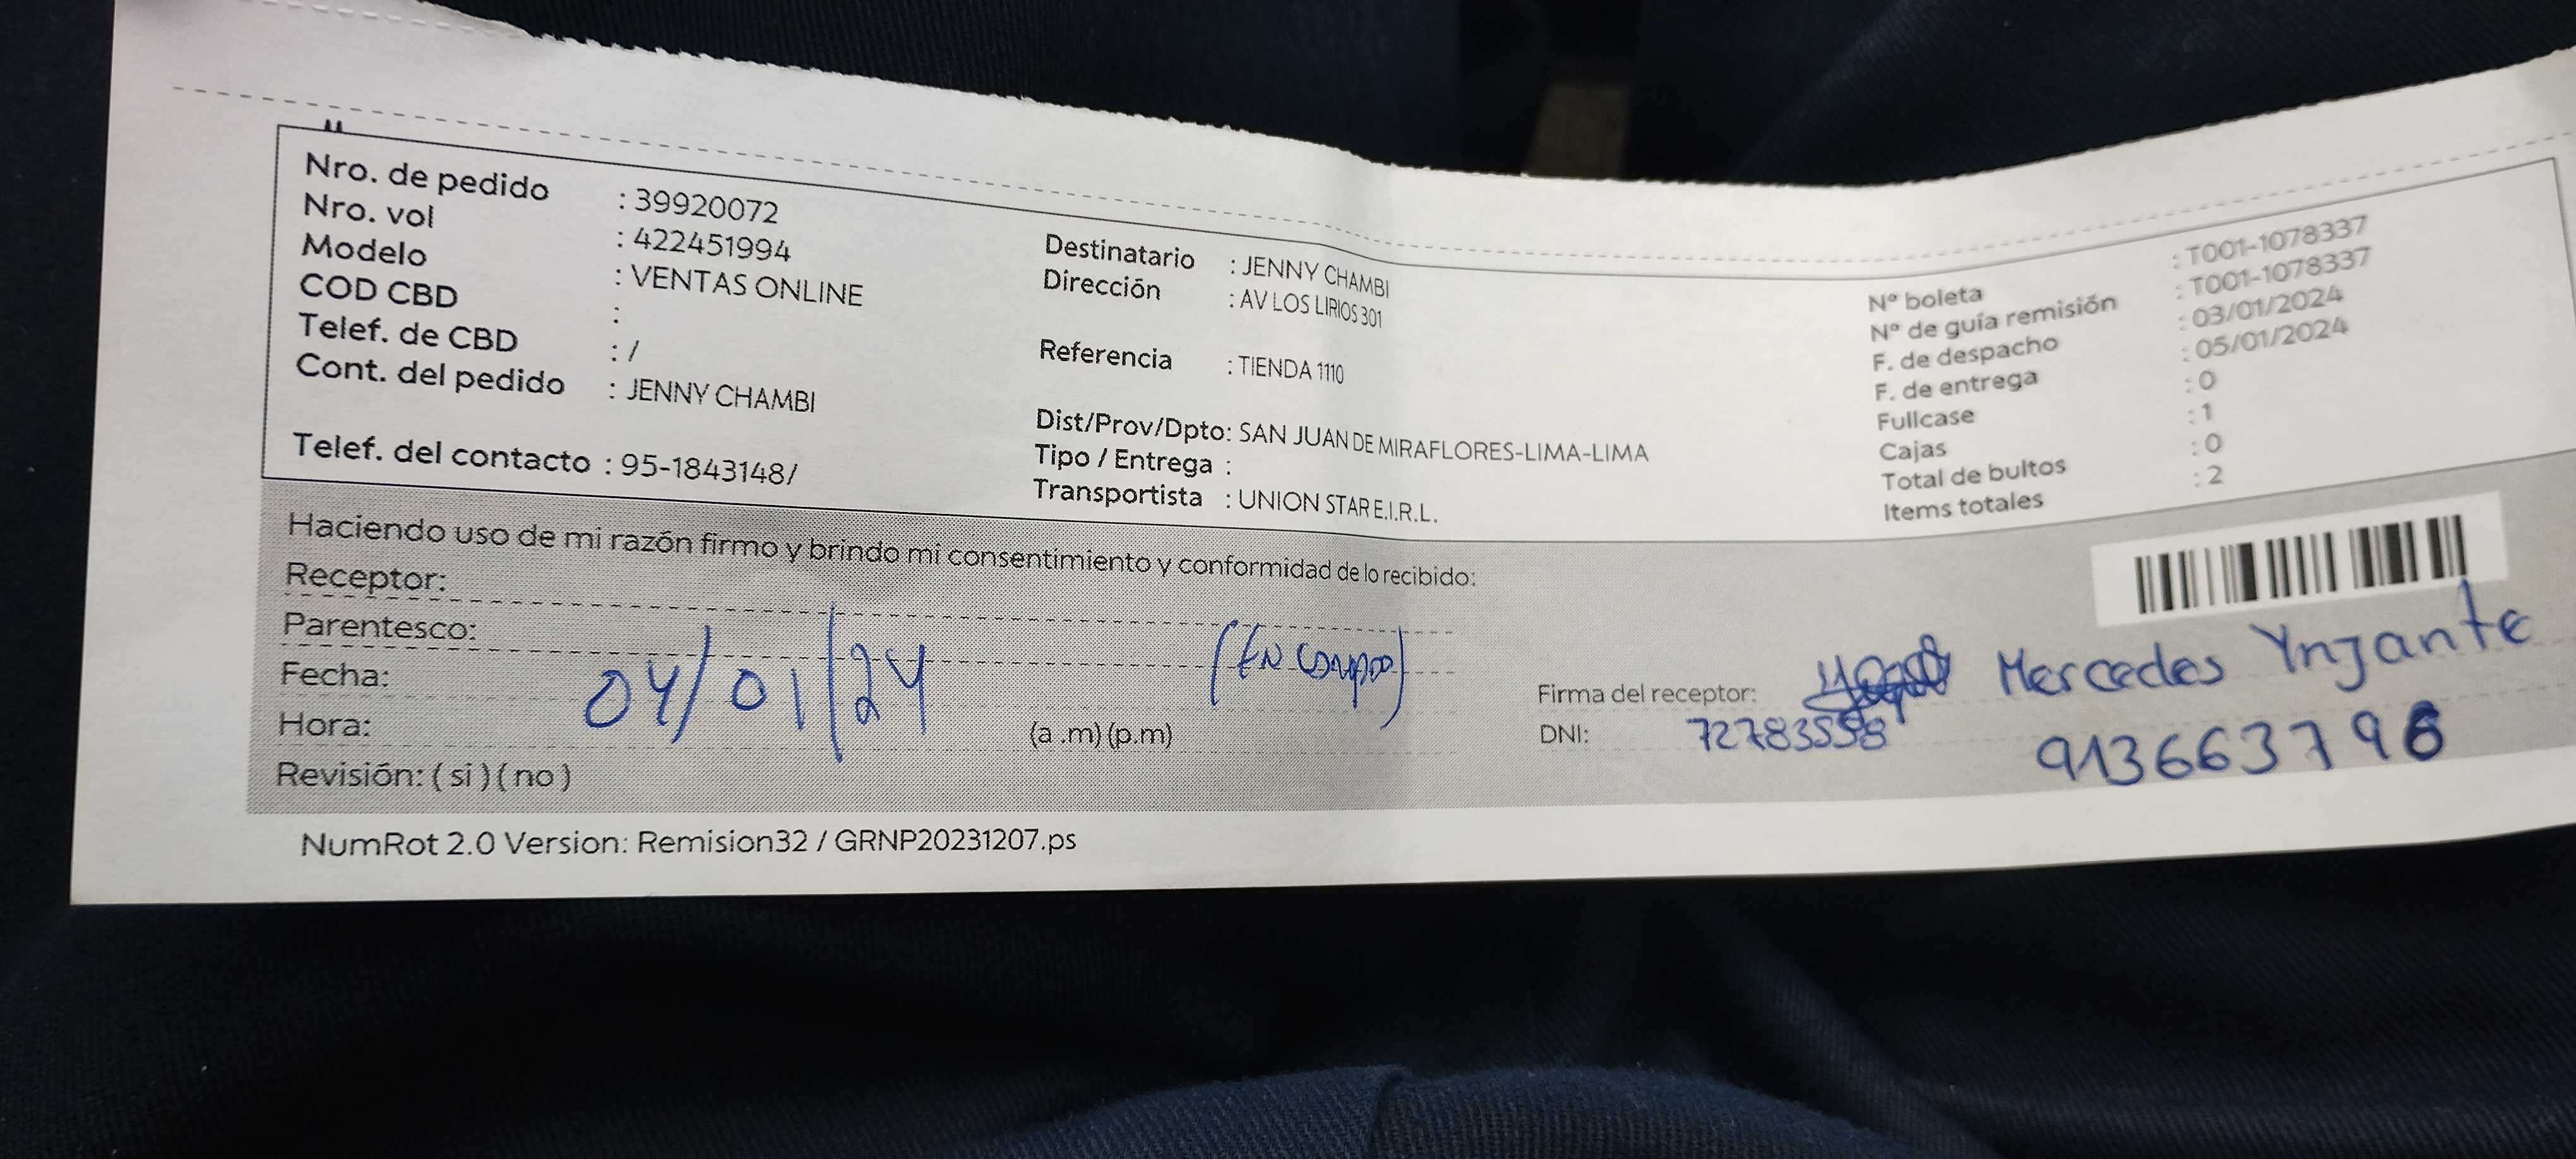 Nro. de pedido : 39920072
Nro. vol : 422451994
Modelo : VENTAS ONLINE
COD CBD :
Telef. de CBD : /
Cont. del pedido : JENNY CHAMBI
Telef. del contacto : 95-1843148/
Destinatario : JENNY CHAMBI
Dirección : AV LOS LIRIOS 301
Referencia : TIENDA 1110
Dist/Prov/Dpto: SAN JUAN DE MIRAFLORES-LIMA-LIMA
Tipo / Entrega :
Transportista : UNION STAR E.I.R.L.
N° boleta : T001-1078337
N° de guía remisión : T001-1078337
F. de despacho : 03/01/2024
F. de entrega : 05/01/2024
Fullcase : 0
Cajas : 1
Total de bultos : 0
Items totales : 2
Haciendo uso de mi razón firmo y brindo mi consentimiento y conformidad de lo recibido:
Receptor:
Parentesco:
Fecha: 04/01/24
Hora: (a .m) (p.m)
Revisión: ( si ) ( no )
Firma del receptor: Mercedes Ynjante
DNI: 72783558
913663796
NumRot 2.0 Version: Remision32 / GRNP20231207.ps